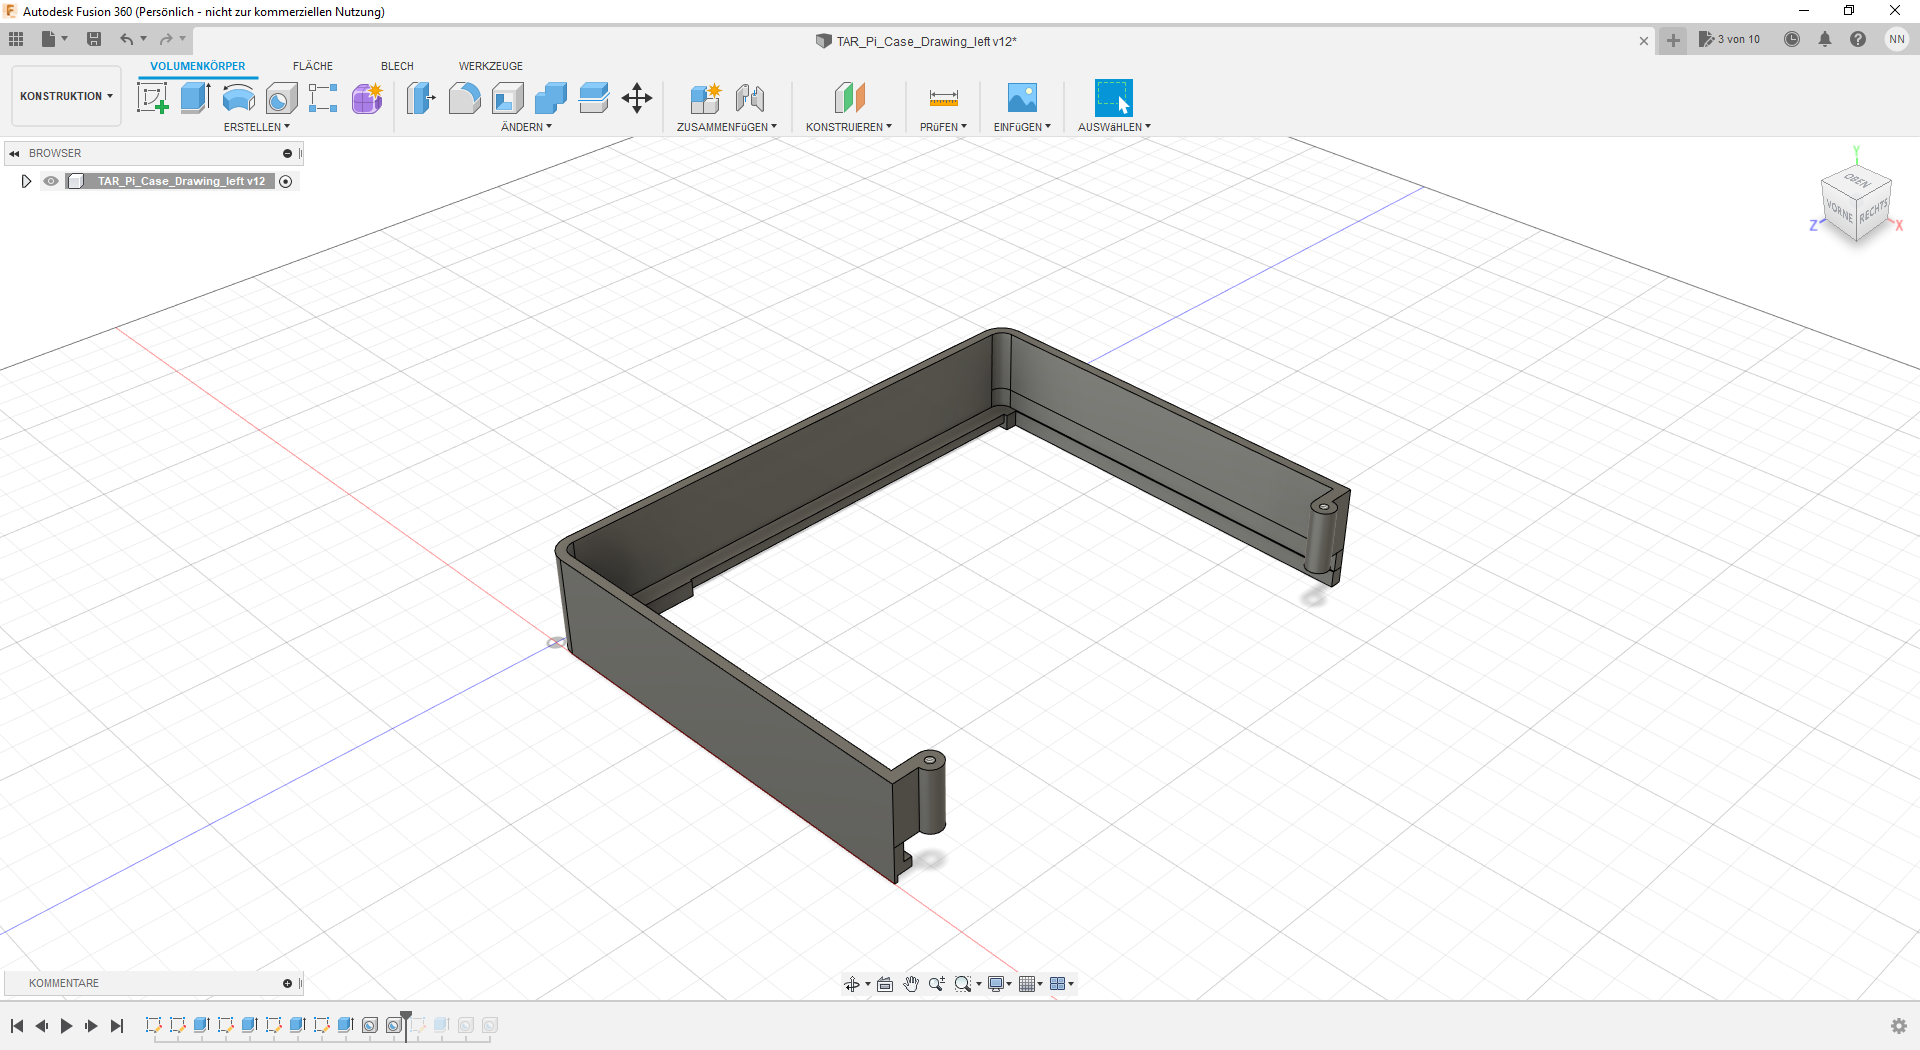 Autodesk Fusion 360 (Persönlich - nicht zur kommerziellen Nutzung)
TAR_Pi_Case_Drawing_left v12*
3 von 10
NN
KONSTRUKTION
VOLUMENKÖRPER
FLÄCHE
BLECH
WERKZEUGE
ERSTELLEN
ÄNDERN
ZUSAMMENFüGEN
KONSTRUIEREN
PRüFEN
EINFüGEN
AUSWäHLEN
BROWSER
TAR_Pi_Case_Drawing_left v12
Y
OBEN
VORNE
RECHTS
Z
X
KOMMENTARE